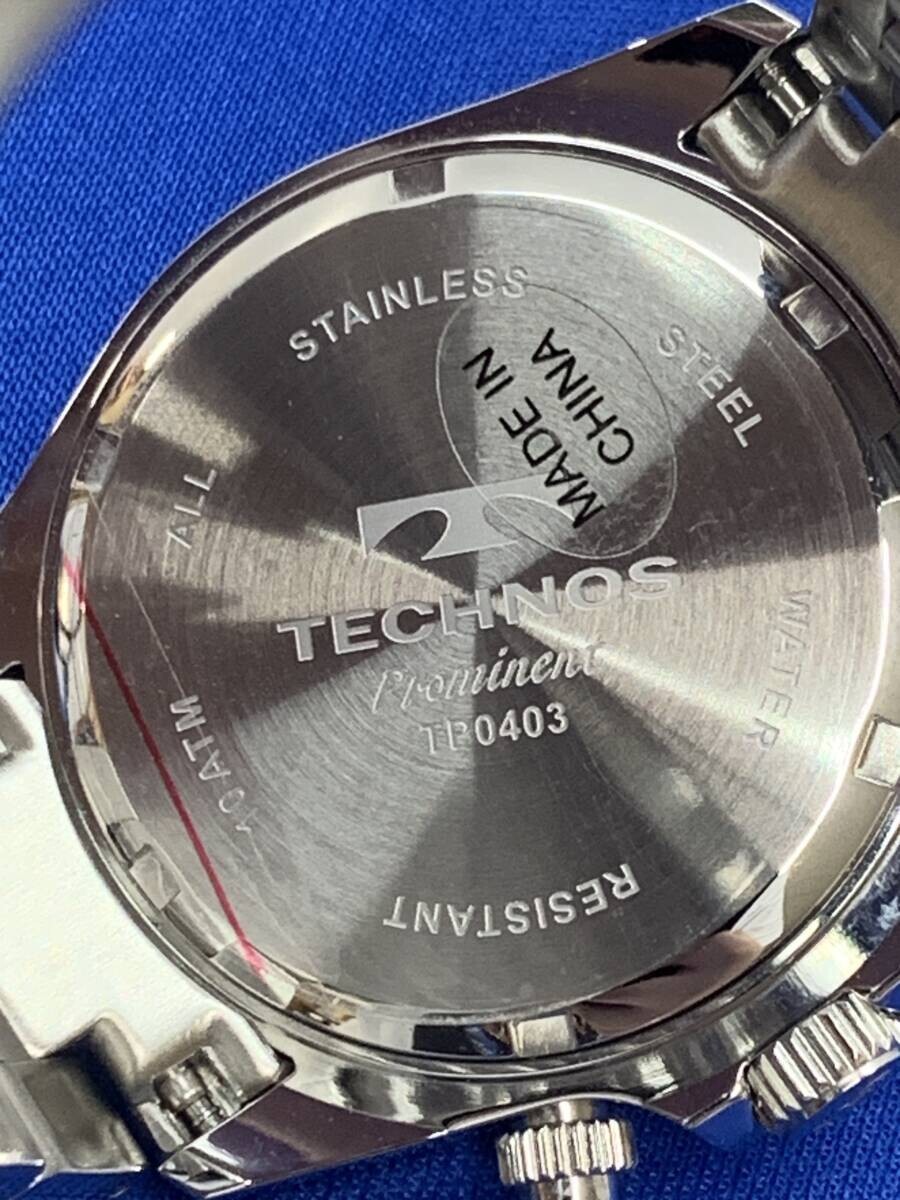 ALL
STAINLESS
STEEL
WATER
RESISTANT
10 ATM
MADE IN
CHINA
TECHNOS
Prominent
TP0403